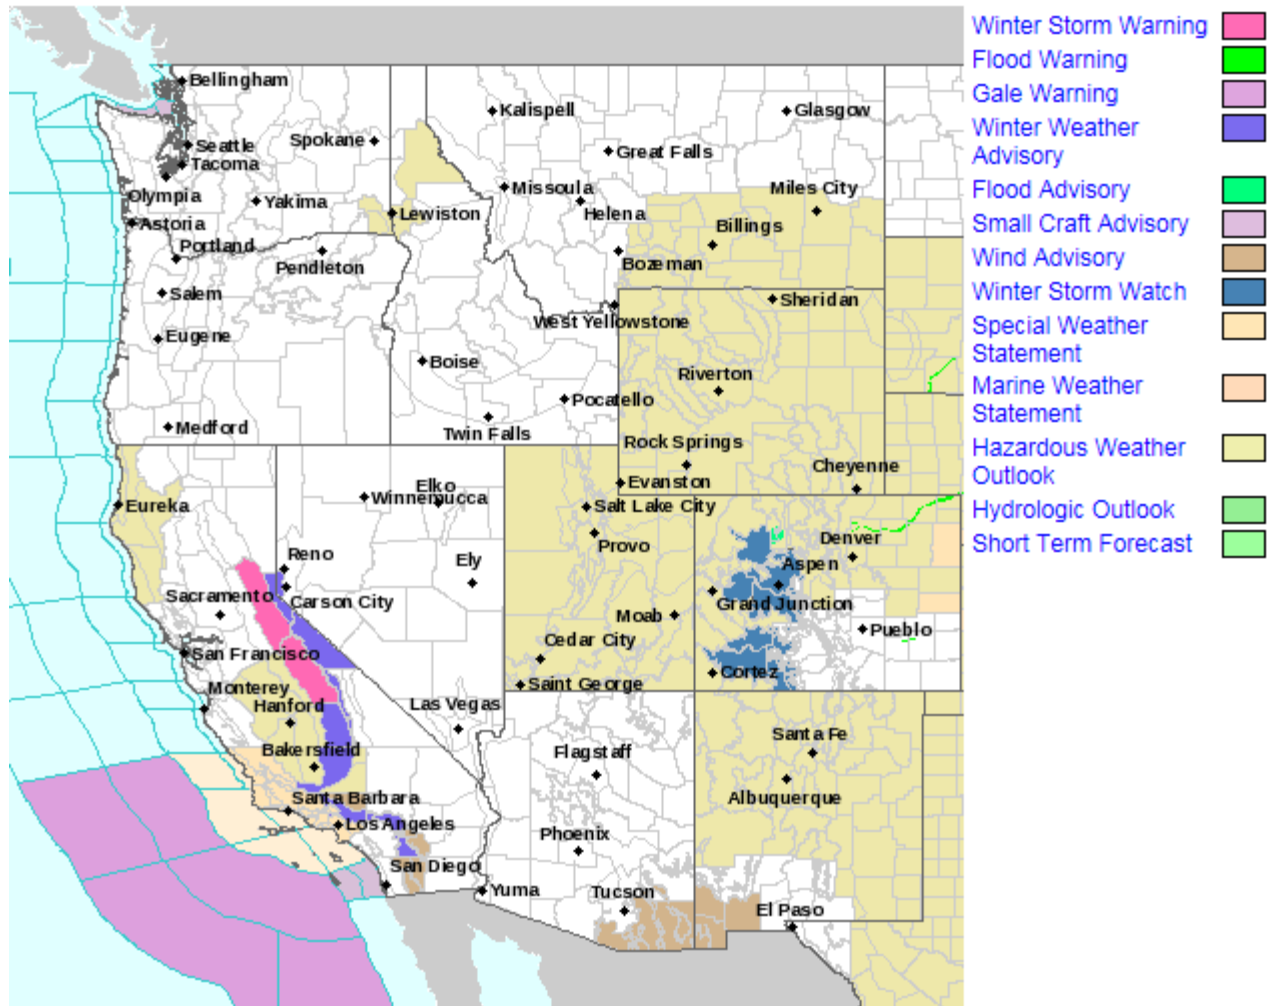 Winter Storm Warning
Flood Warning
Gale Warning
Winter Weather
Advisory
Flood Advisory
Small Craft Advisory
Wind Advisory
Winter Storm Watch
Special Weather
Statement
Marine Weather
Statement
Hazardous Weather
Outlook
Hydrologic Outlook
Short Term Forecast
Bellingham
Kalispell
Glasgow
Seattle
Spokane
Great Falls
Tacoma
Missoula
Miles City
Olympia
Yakima
Lewiston
Helena
Astoria
Billings
Portland
Pendleton
Bozeman
Salem
Sheridan
West Yellowstone
Eugene
Boise
Riverton
Pocatello
Medford
Twin Falls
Rock Springs
Cheyenne
Evanston
Elko
Winnemucca
Eureka
Salt Lake City
Provo
Denver
Reno
Ely
Aspen
Sacramento
Carson City
Grand Junction
Moab
Pueblo
Cedar City
San Francisco
Cortez
Saint George
Monterey
Hanford
Las Vegas
Santa Fe
Bakersfield
Flagstaff
Albuquerque
Santa Barbara
Los Angeles
Phoenix
San Diego
Yuma
Tucson
El Paso